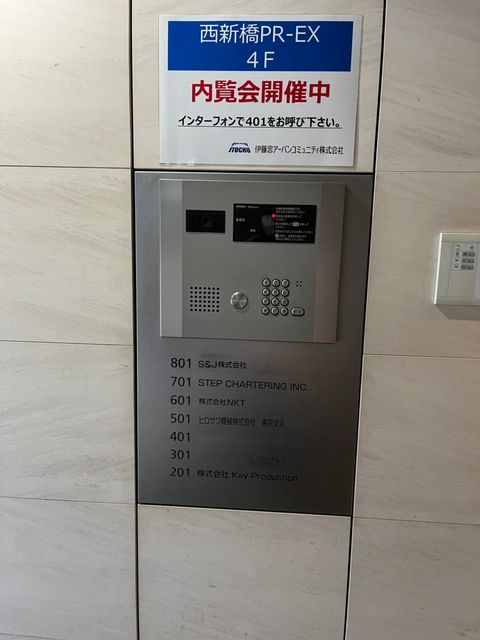 西新橋PR-EX
4F
内覧会開催中
インターフォンで401をお呼び下さい。
ITOCHU 伊藤忠アーバンコミュニティ株式会社
801 S&J株式会社
701 STEP CHARTERING INC.
601 株式会社NKT
501 ヒロサワ機械株式会社 東京支店
401
301
201 株式会社 Kay Production